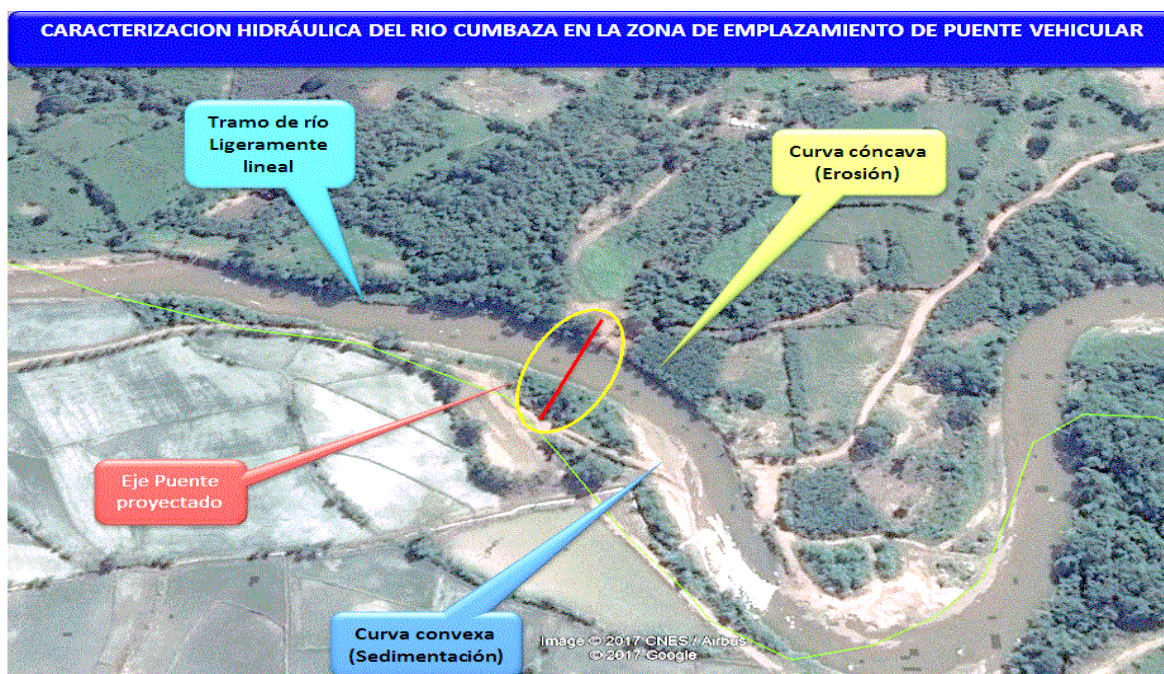 CARACTERIZACION HIDRÁULICA DEL RIO CUMBAZA EN LA ZONA DE EMPLAZAMIENTO DE PUENTE VEHICULAR
Tramo de río
Ligeramente
lineal
Curva cóncava
(Erosión)
Eje Puente
proyectado
Curva convexa
(Sedimentación)
Image © 2017 CNES / Airbus
© 2017 Google